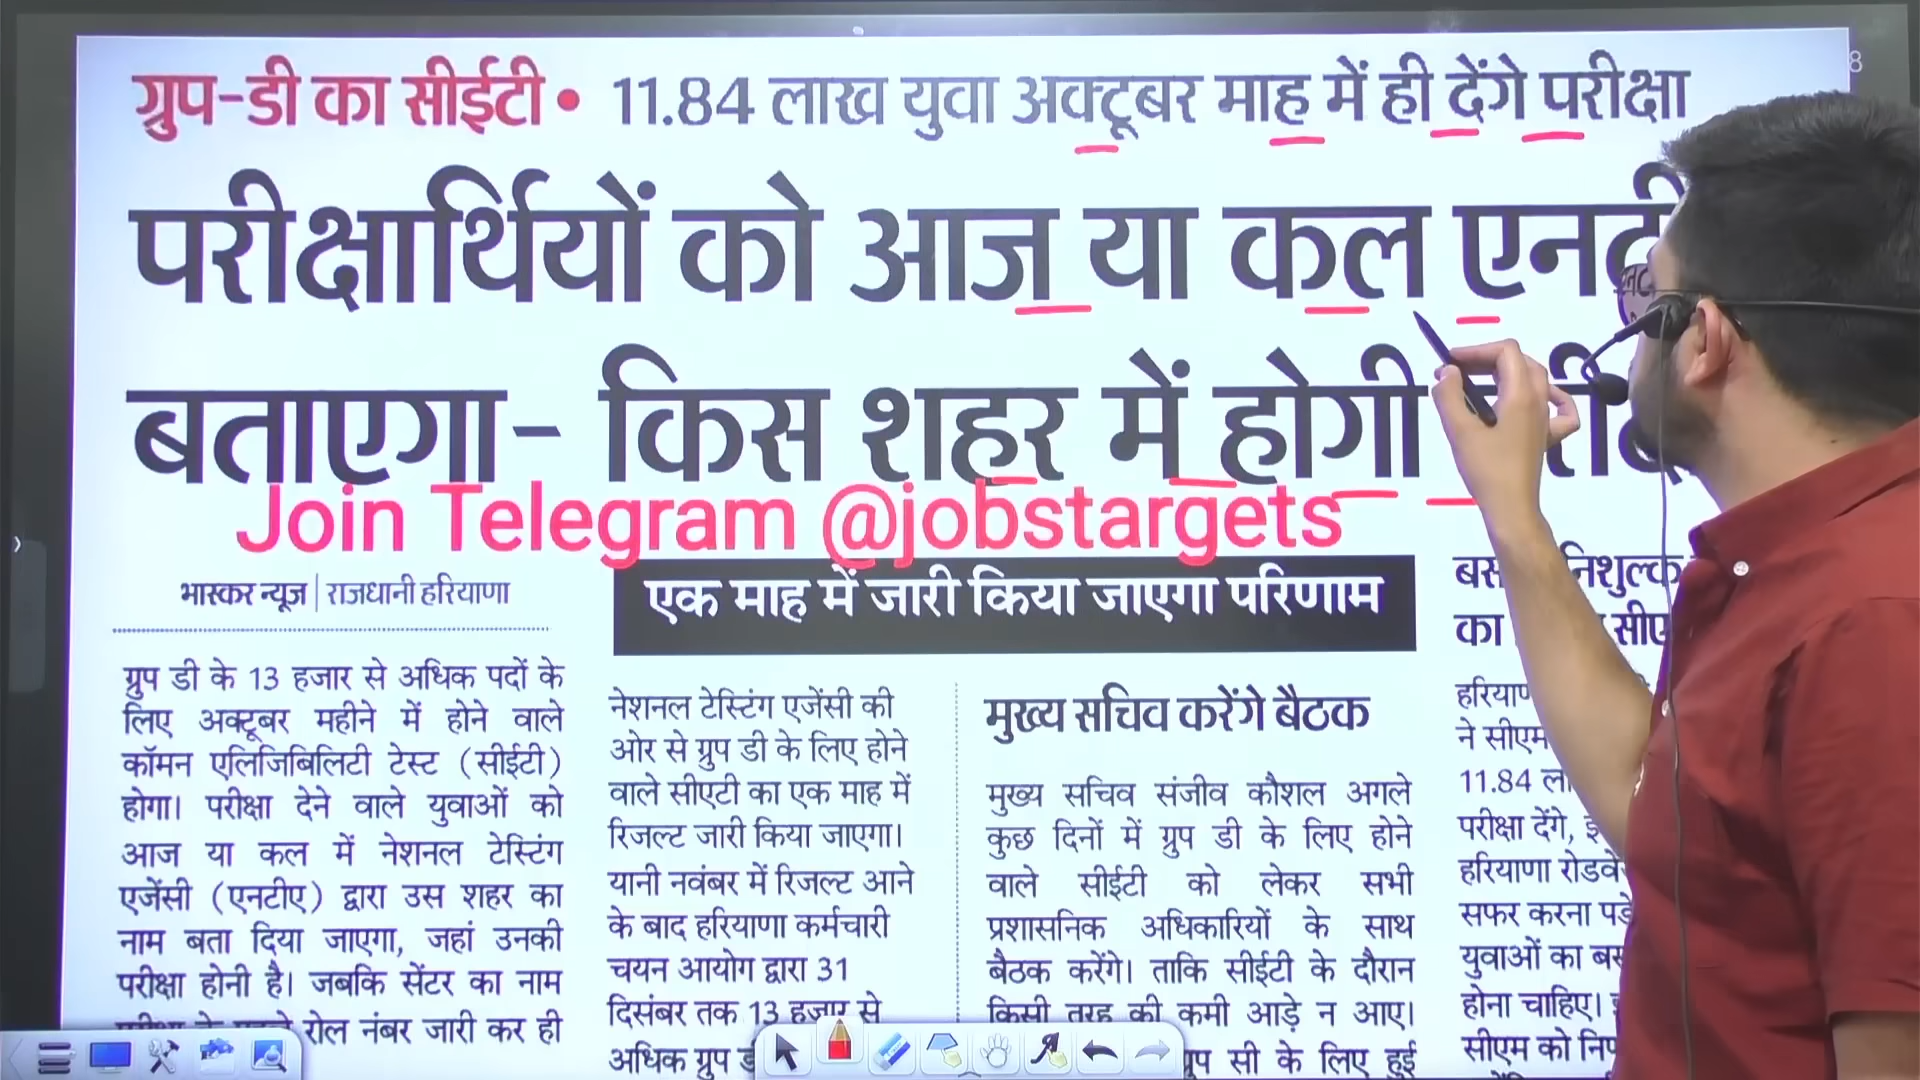 ग्रुप-डी का सीईटी • 11.84 लाख युवा अक्टूबर माह में ही देंगे परीक्षा
परीक्षार्थियों को आज या कल
बताएगा- किस शहर में होगी
Join Telegram @jobstargets
भास्कर न्यूज | राजधानी हरियाणा
ग्रुप डी के 13 हजार से अधिक पदों के
लिए अक्टूबर महीने में होने वाले
कॉमन एलिजिबिलिटी टेस्ट (सीईटी)
होगा। परीक्षा देने वाले युवाओं को
आज या कल में नेशनल टेस्टिंग
एजेंसी (एनटीए) द्वारा उस शहर का
नाम बता दिया जाएगा, जहां उनकी
परीक्षा होनी है। जबकि सेंटर का नाम
रोल नंबर जारी कर ही
एक माह में जारी किया जाएगा परिणाम
नेशनल टेस्टिंग एजेंसी की
ओर से ग्रुप डी के लिए होने
वाले सीएटी का एक माह में
रिजल्ट जारी किया जाएगा।
यानी नवंबर में रिजल्ट आने
के बाद हरियाणा कर्मचारी
चयन आयोग द्वारा 31
दिसंबर तक 13 हजार से
अधिक ग्रुप
मुख्य सचिव करेंगे बैठक
मुख्य सचिव संजीव कौशल अगले
कुछ दिनों में ग्रुप डी के लिए होने
वाले सीईटी को लेकर सभी
प्रशासनिक अधिकारियों के साथ
बैठक करेंगे। ताकि सीईटी के दौरान
किसी तरह की कमी आड़े न आए।
सी के लिए हुई
निशुल्क
का
ने सीएम
11.84
परीक्षा देंगे,
हरियाणा
सफर करना
युवाओं का
होना चाहिए।
सीएम को
8